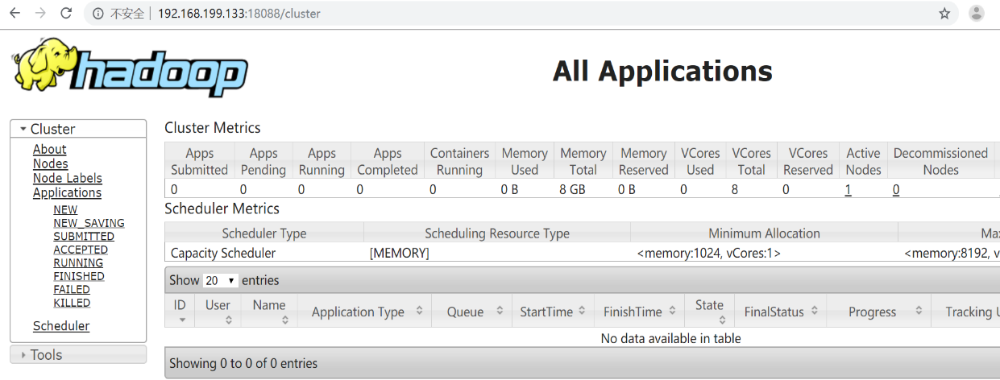 不安全 | 192.168.199.133:18088/cluster
hadoop
All Applications
Cluster
About
Nodes
Node Labels
Applications
NEW
NEW_SAVING
SUBMITTED
ACCEPTED
RUNNING
FINISHED
FAILED
KILLED
Scheduler
Tools
Cluster Metrics
Apps Submitted Apps Pending Apps Running Apps Completed Containers Running Memory Used Memory Total Memory Reserved VCores Used VCores Total VCores Reserved Active Nodes Decommissioned Nodes
0 0 0 0 0 0 B 8 GB 0 B 0 8 0 1 0
Scheduler Metrics
Scheduler Type Scheduling Resource Type Minimum Allocation Max
Capacity Scheduler [MEMORY] <memory:1024, vCores:1> <memory:8192, v
Show 20 entries
ID User Name Application Type Queue StartTime FinishTime State FinalStatus Progress Tracking U
No data available in table
Showing 0 to 0 of 0 entries